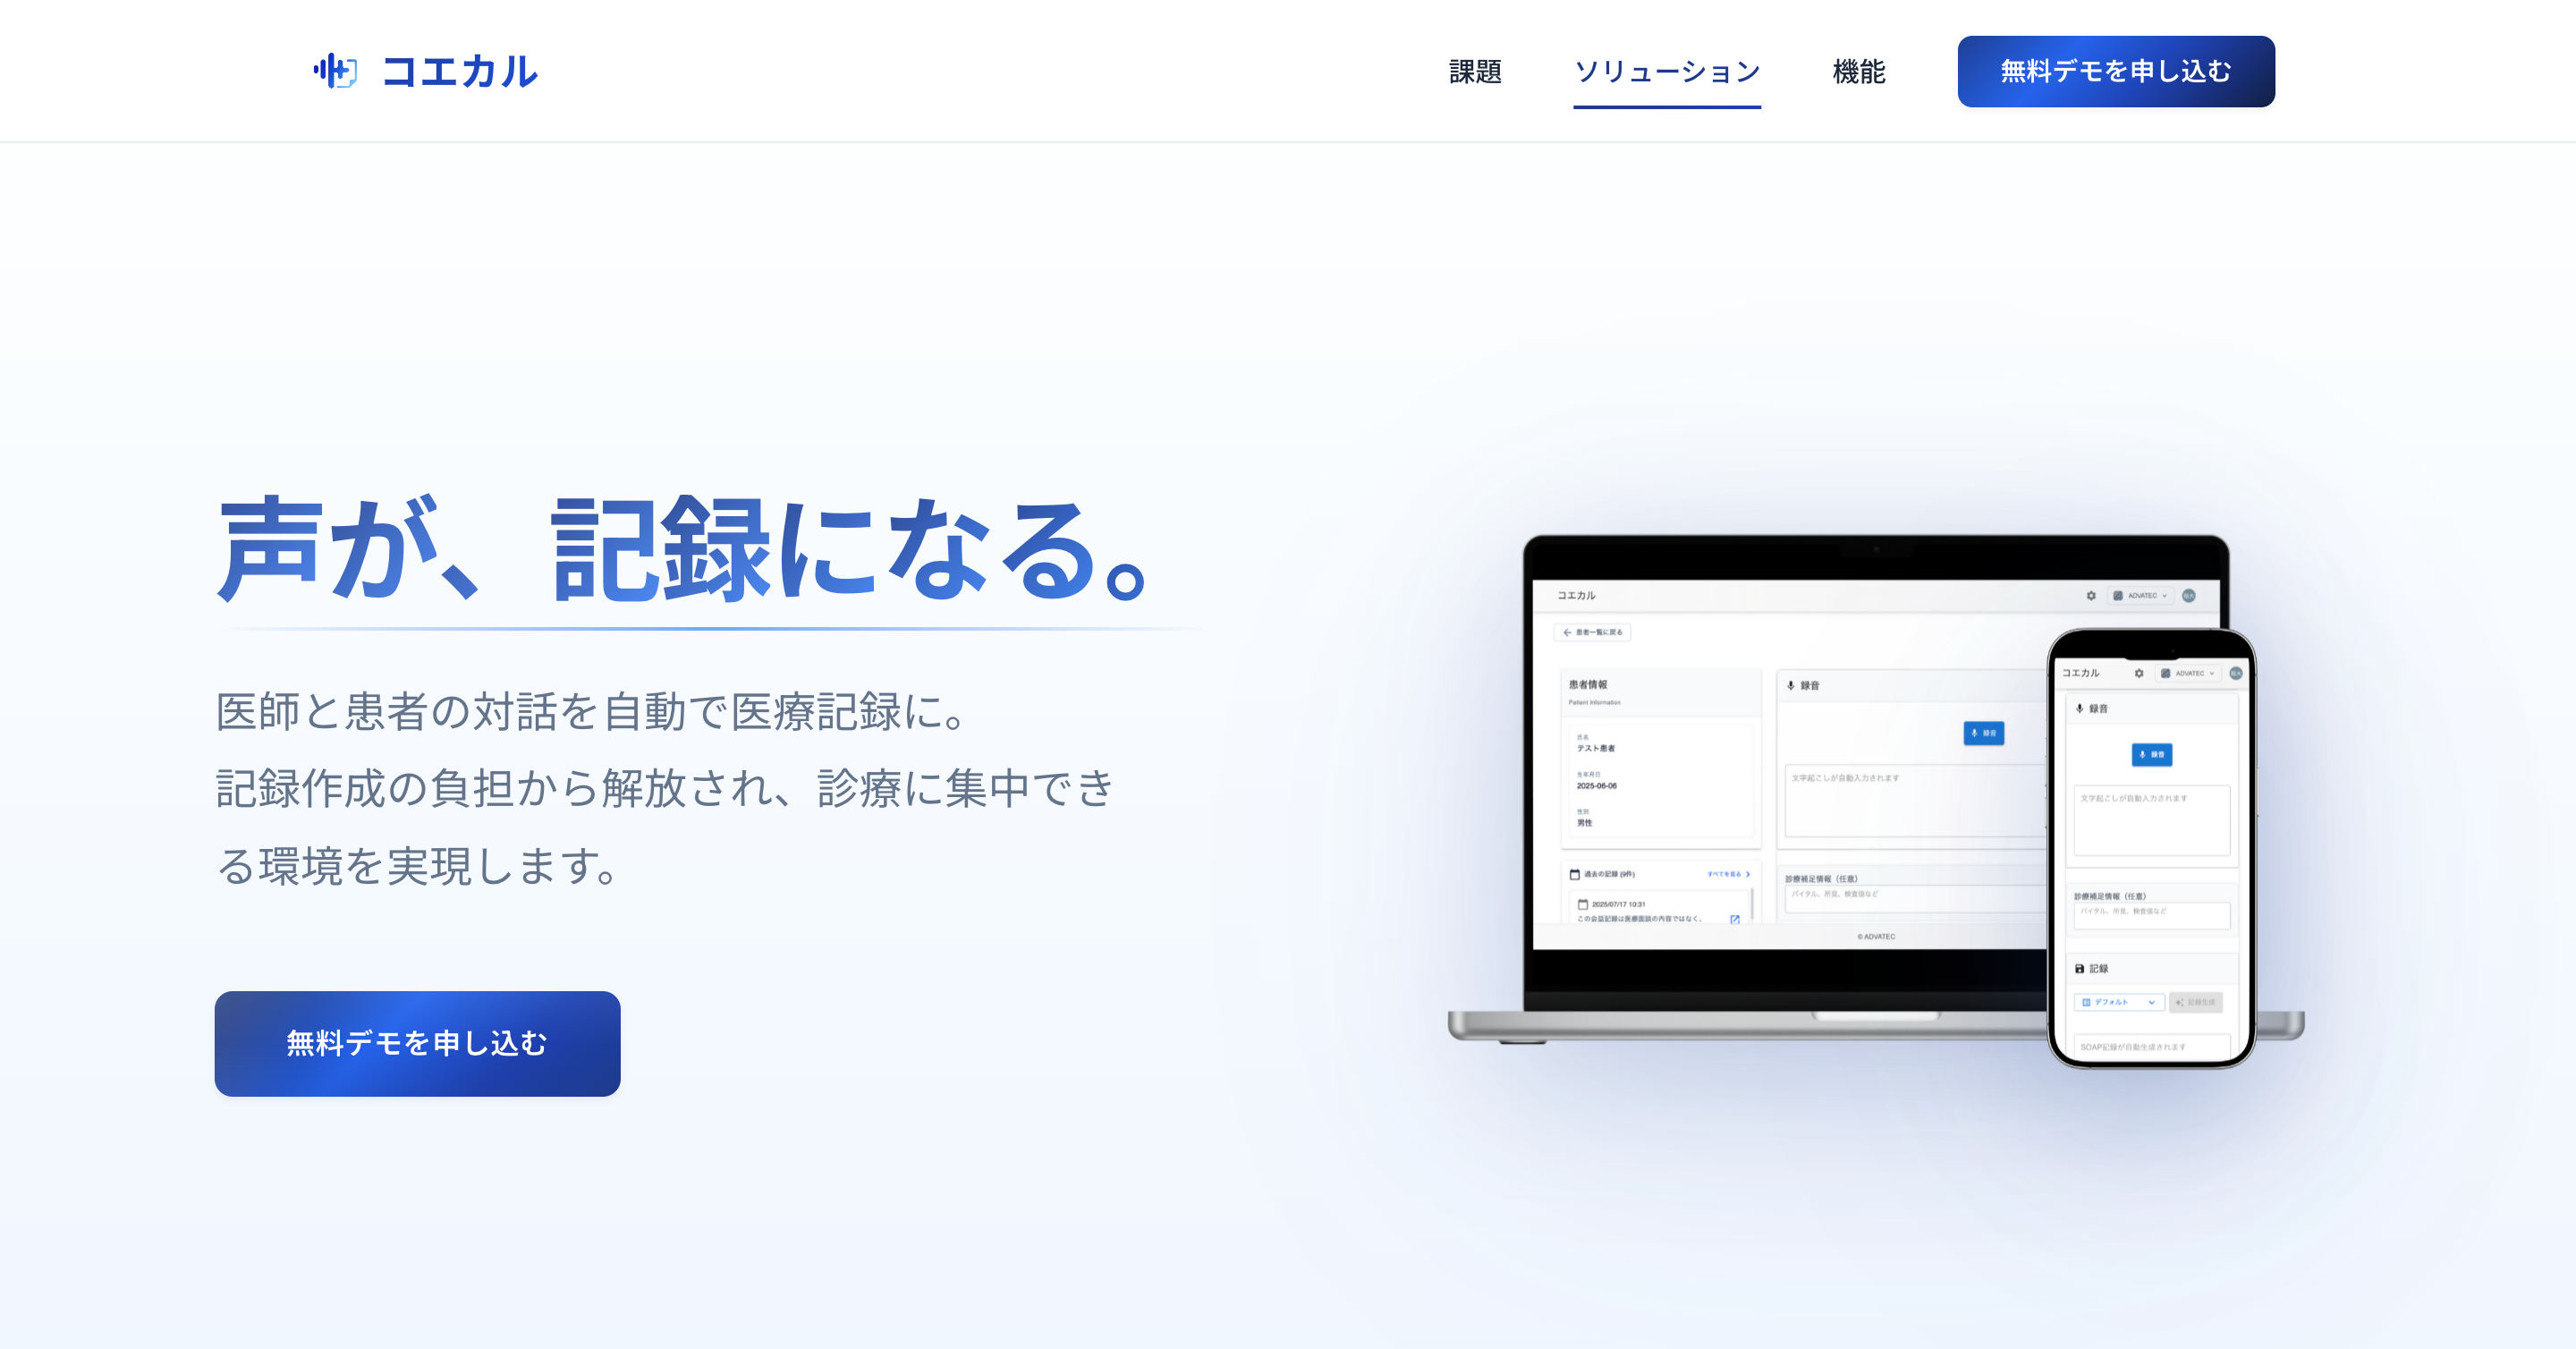 コエカル
課題
ソリューション
機能
無料デモを申し込む
声が、記録になる。
医師と患者の対話を自動で医療記録に。
記録作成の負担から解放され、診療に集中でき
る環境を実現します。
無料デモを申し込む
コエカル
ADVATEC
患者一覧に戻る
患者情報
Patient Information
氏名
テスト患者
生年月日
2025-06-06
性別
男性
過去の記録 (9件)
すべてを見る
2025/07/17 10:31
この会話記録は医療面談の内容ではなく、
録音
録音
文字起こしが自動入力されます
診療補足情報（任意）
バイタル、所見、検査値など
© ADVATEC
コエカル
ADVATEC
録音
録音
文字起こしが自動入力されます
診療補足情報（任意）
バイタル、所見、検査値など
記録
デフォルト
記録生成
SOAP記録が自動生成されます